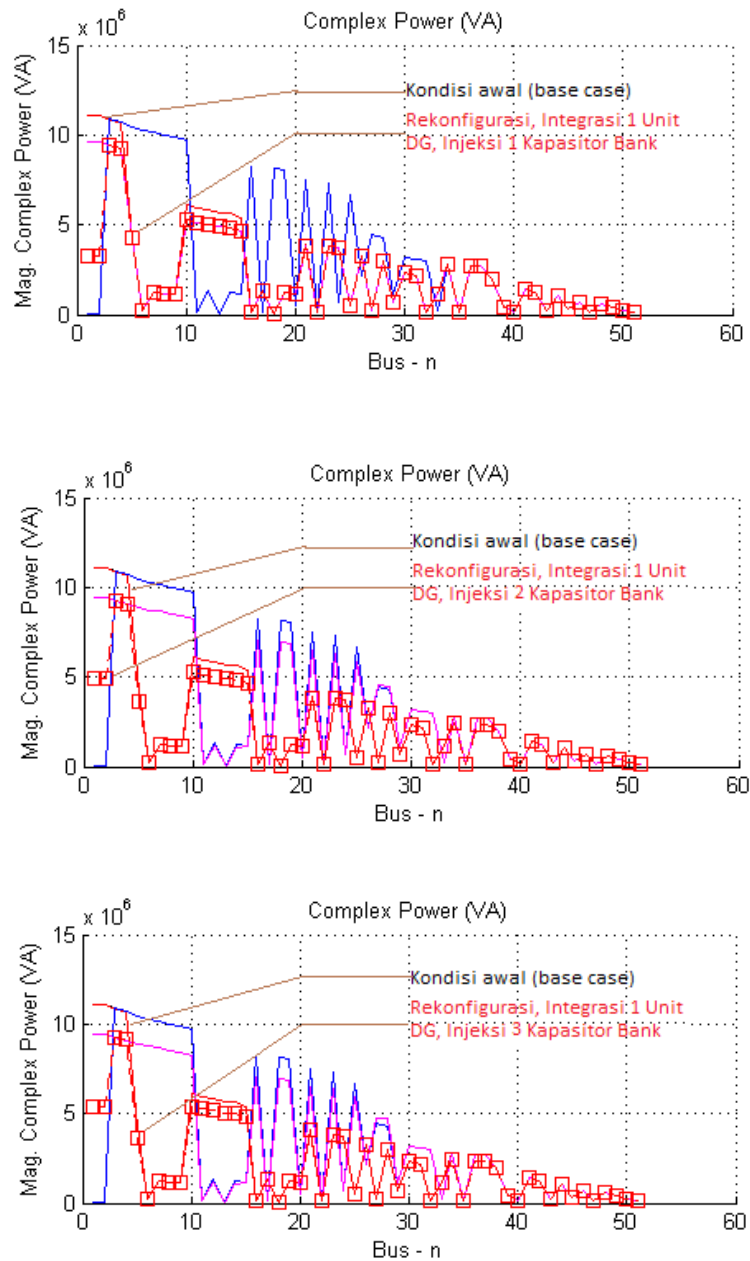 Complex Power (VA)
x 10^6
15
10
5
0
Mag. Complex Power (VA)
Kondisi awal (base case)
Rekonfigurasi, Integrasi 1 Unit
DG, Injeksi 1 Kapasitor Bank
0 10 20 30 40 50 60
Bus - n
Complex Power (VA)
x 10^6
15
10
5
0
Mag. Complex Power (VA)
Kondisi awal (base case)
Rekonfigurasi, Integrasi 1 Unit
DG, Injeksi 2 Kapasitor Bank
0 10 20 30 40 50 60
Bus - n
Complex Power (VA)
x 10^6
15
10
5
0
Mag. Complex Power (VA)
Kondisi awal (base case)
Rekonfigurasi, Integrasi 1 Unit
DG, Injeksi 3 Kapasitor Bank
0 10 20 30 40 50 60
Bus - n